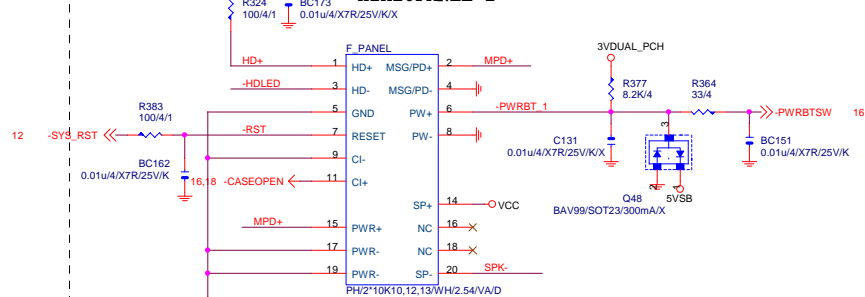 R324
100/4/1
BC173
0.01u/4/X7R/25V/K/X
F_PANEL
HD+
1
HD+
MSG/PD+
2
MPD+
-HDLED
3
HD-
MSG/PD-
4
5
GND
PW+
6
-PWRBT_1
-RST
7
RESET
PW-
8
9
CI-
16,18
-CASEOPEN
11
CI+
SP+
14
VCC
MPD+
15
PWR+
NC
16
17
PWR-
NC
18
19
PWR-
SP-
20
SPK-
PH/2*10K10,12,13/WH/2.54/VA/D
12
-SYS_RST
R383
100/4/1
BC162
0.01u/4/X7R/25V/K
3VDUAL_PCH
R377
8.2K/4
R364
33/4
-PWRBTSW
16
C131
0.01u/4/X7R/25V/K/X
3
2
1
5VSB
Q48
BAV99/SOT23/300mA/X
BC151
0.01u/4/X7R/25V/K